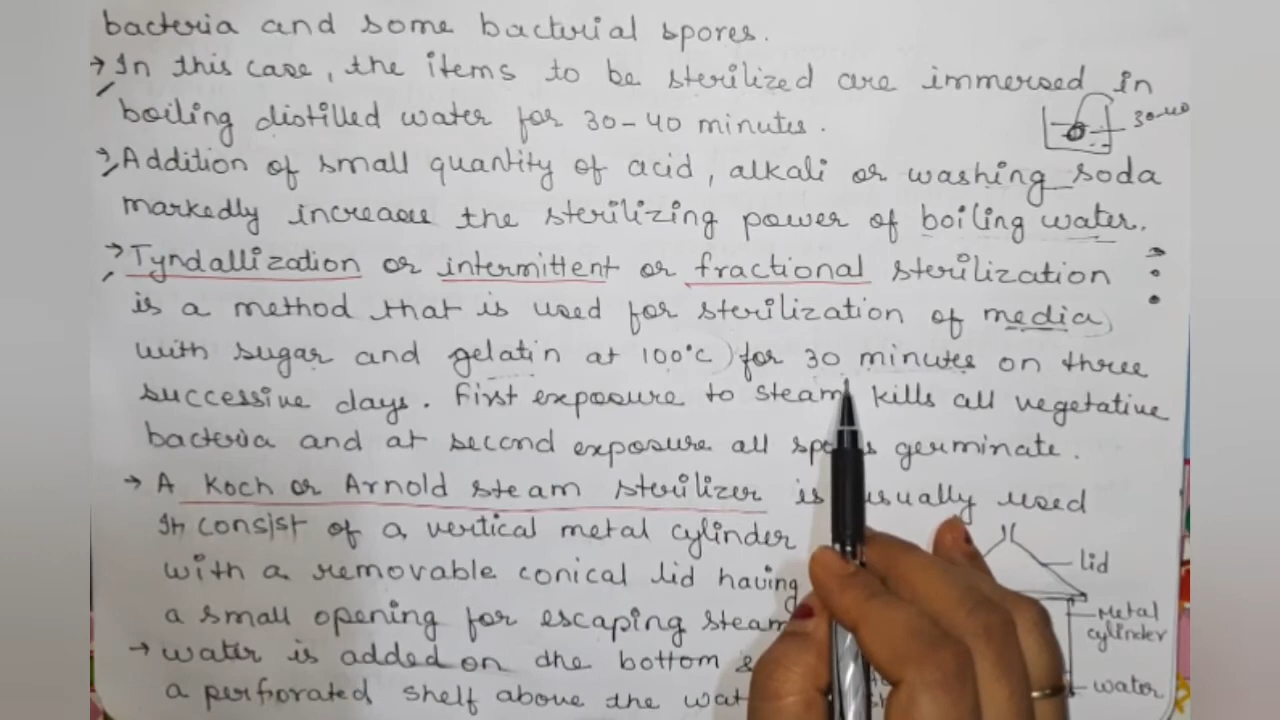 bacteria and some bacterial spores.
→ In this case, the items to be sterilized are immersed in
boiling distilled water for 30-40 minutes.
→ Addition of small quantity of acid, alkali or washing soda
markedly increase the sterilizing power of boiling water.
→ Tyndallization or intermittent or fractional sterilization
is a method that is used for sterilization of media
with sugar and gelatin at 100°C for 30 minutes on three
successive days. First exposure to steam kills all vegetative
bacteria and at second exposure all germinate.
→ A Koch or Arnold steam sterilizer is usually used
It consist of a vertical metal cylinder
with a removable conical lid having
a small opening for escaping steam
→ water is added on the bottom &
a perforated shelf above the
lid
Metal
cylinder
water